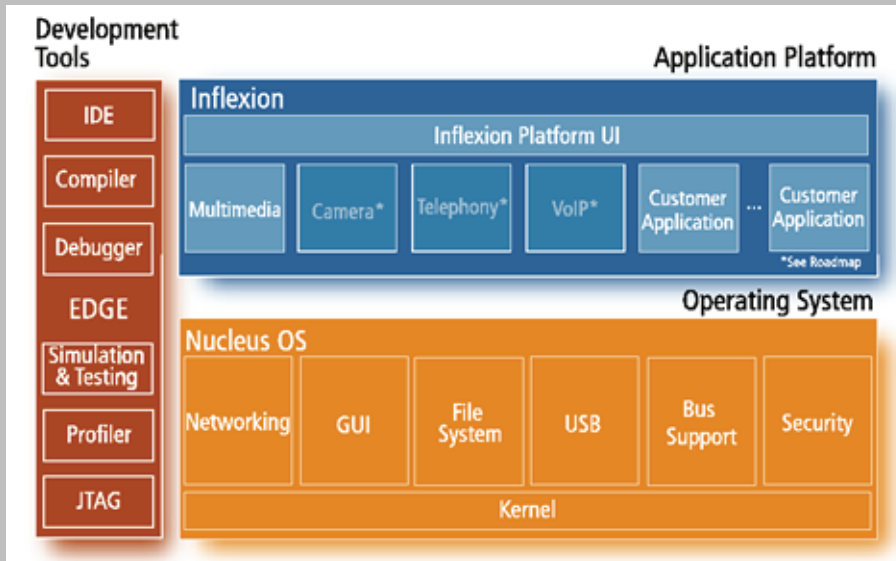 Development
Tools
IDE
Compiler
Debugger
EDGE
Simulation
& Testing
Profiler
JTAG
Application Platform
Inflexion
Inflexion Platform UI
Multimedia
Camera*
Telephony*
VoIP*
Customer
Application
...
Customer
Application
*See Roadmap
Operating System
Nucleus OS
Networking
GUI
File
System
USB
Bus
Support
Security
Kernel